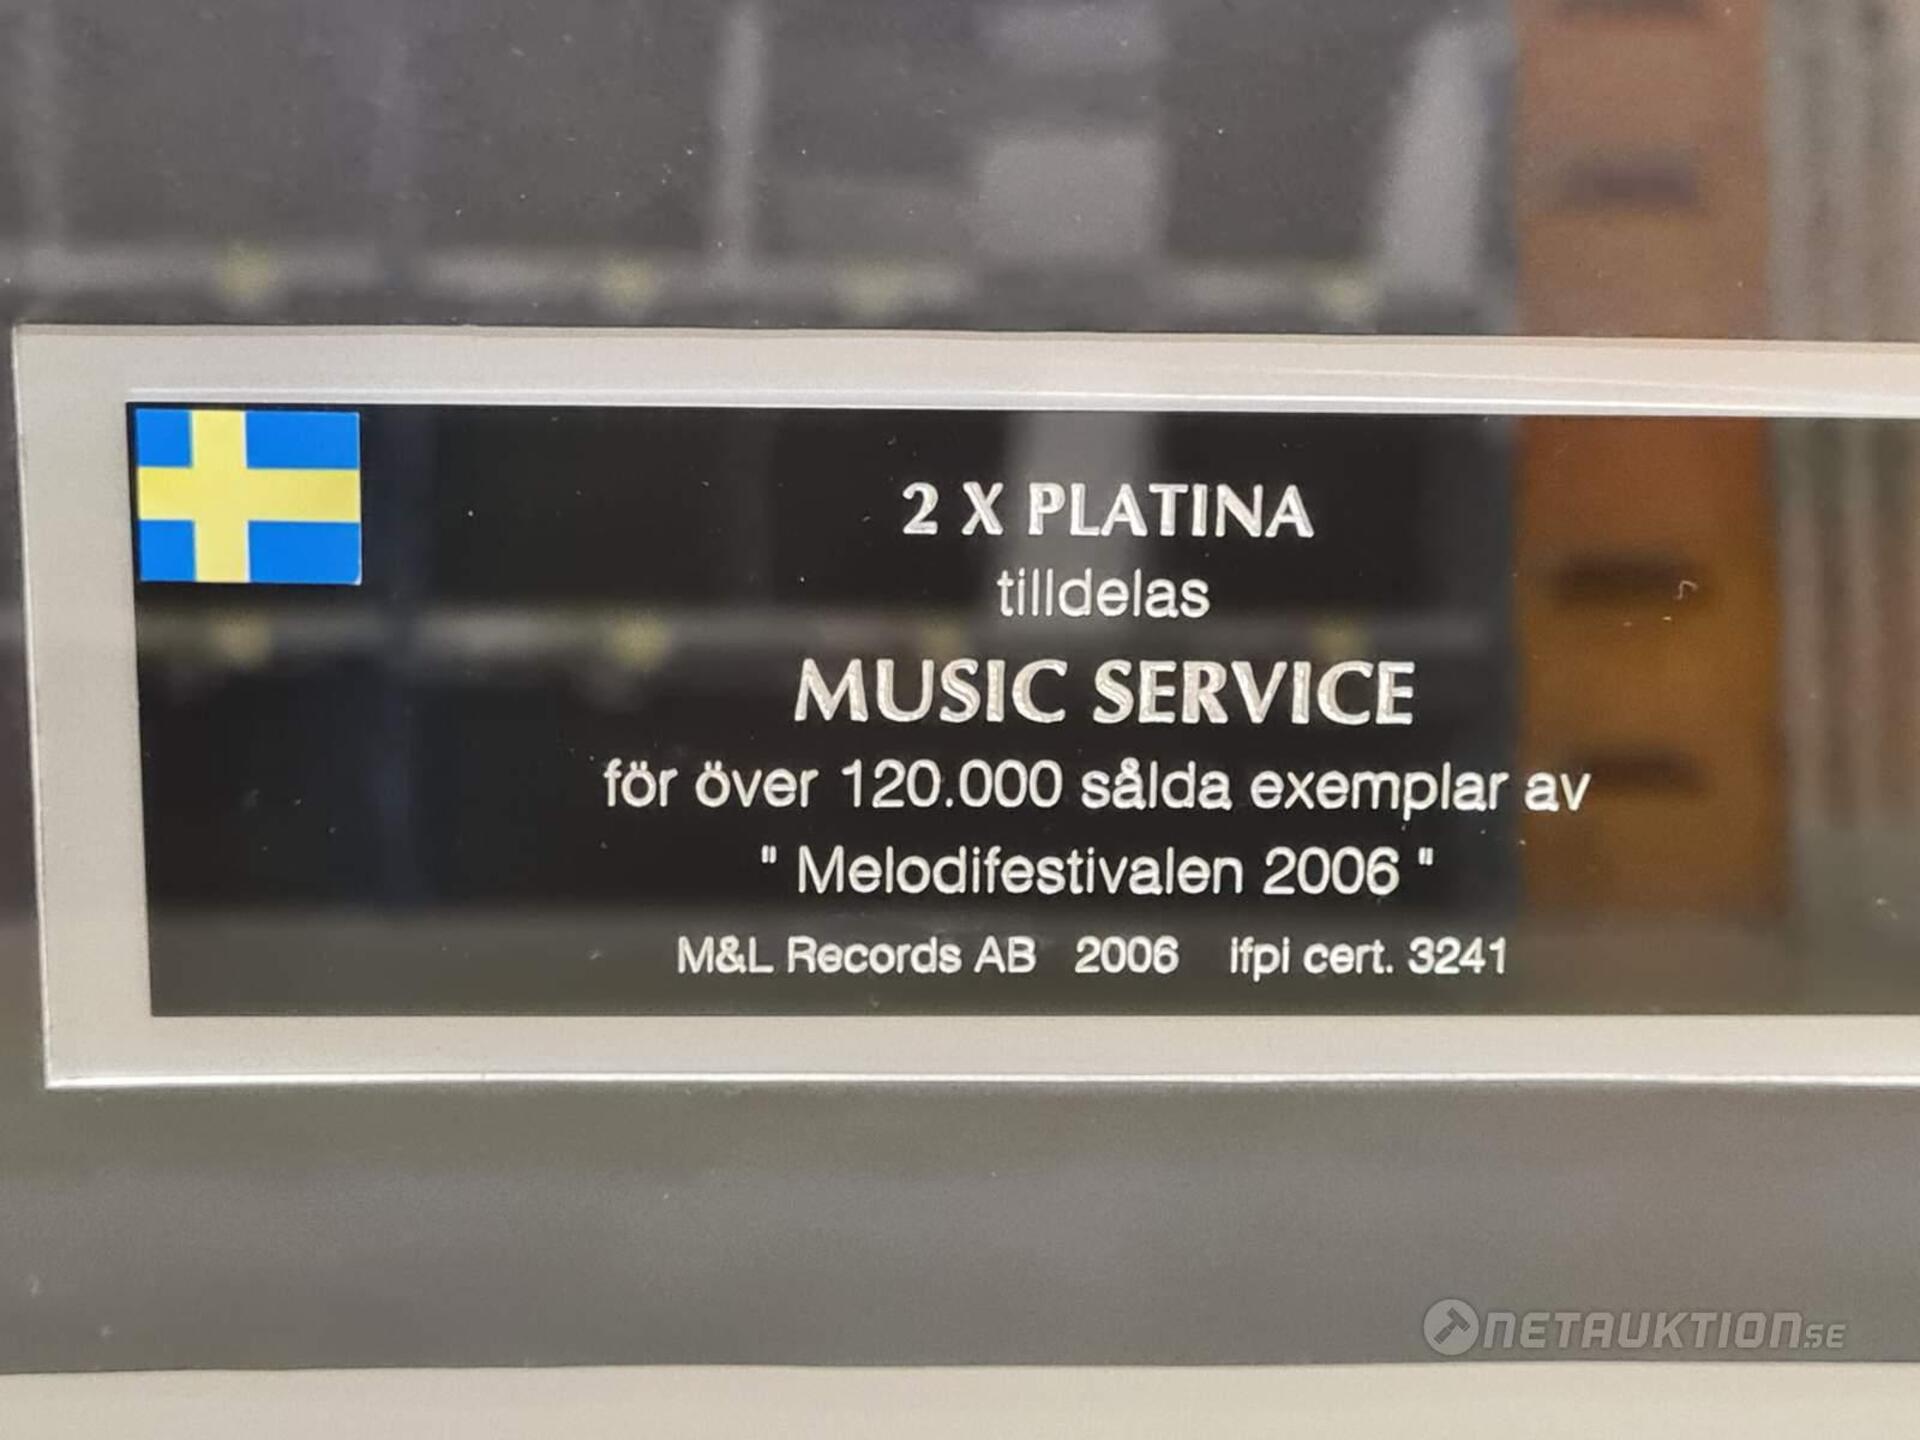 2 X PLATINA
tilldelas
MUSIC SERVICE
för över 120.000 sålda exemplar av
" Melodifestivalen 2006 "
M&L Records AB 2006 ifpi cert. 3241
NETAUKTION.SE